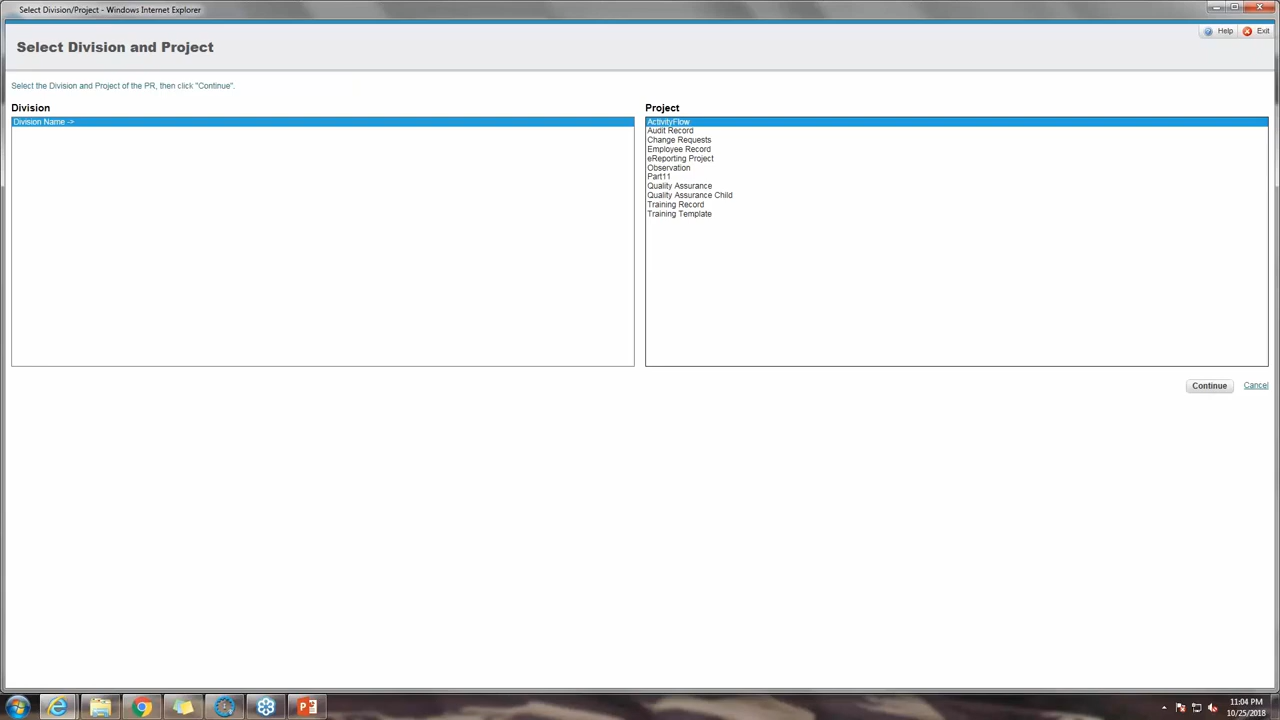 Select Division/Project - Windows Internet Explorer
Help
Exit
Select Division and Project
Select the Division and Project of the PR, then click "Continue".
Division
Division Name ->
Project
ActivityFlow
Audit Record
Change Requests
Employee Record
eReporting Project
Observation
Part11
Quality Assurance
Quality Assurance Child
Training Record
Training Template
Continue
Cancel
11:04 PM
10/25/2018